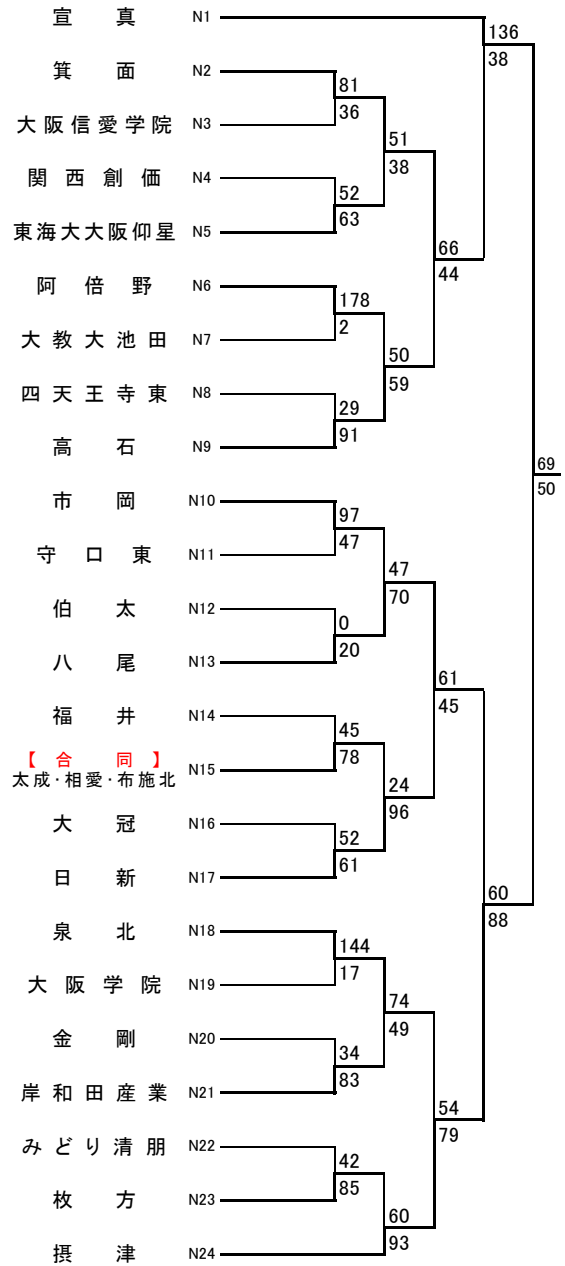 宣真 N1
136
38
箕面 N2
81
36
大阪信愛学院 N3
51
38
関西創価 N4
52
63
東海大大阪仰星 N5
66
44
阿倍野 N6
178
2
大教大池田 N7
50
59
四天王寺東 N8
29
91
高石 N9
69
50
市岡 N10
97
47
守口東 N11
47
70
伯太 N12
0
20
八尾 N13
61
45
福井 N14
45
78
【合同】
太成・相愛・布施北 N15
24
96
大冠 N16
52
61
日新 N17
60
88
泉北 N18
144
17
大阪学院 N19
74
49
金剛 N20
34
83
岸和田産業 N21
54
79
みどり清朋 N22
42
85
枚方 N23
60
93
摂津 N24